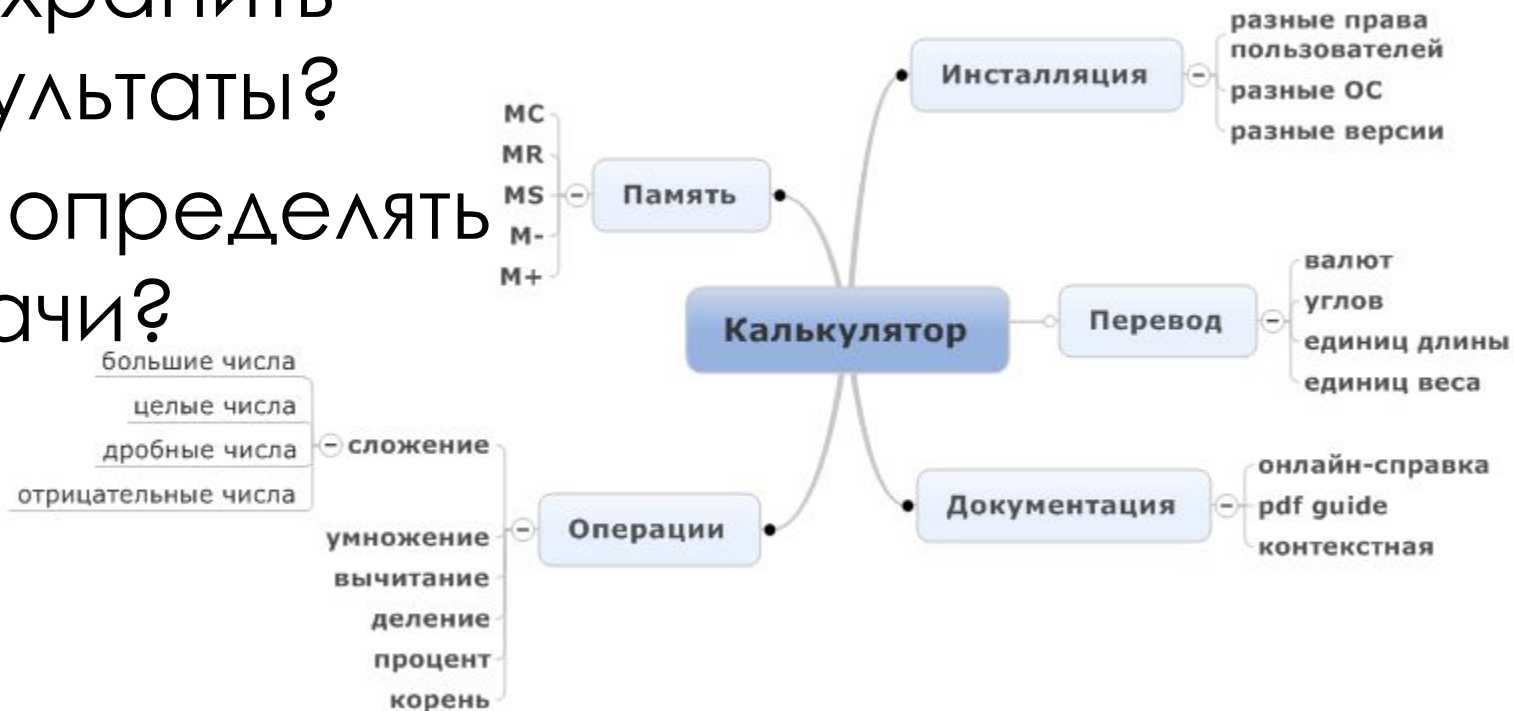 хранить
ультаты?
определять
ачи?
Калькулятор
Инсталляция
разные права
пользователей
разные ОС
разные версии
Перевод
валют
углов
единиц длины
единиц веса
Документация
онлайн-справка
pdf guide
контекстная
Память
MC
MR
MS
M-
M+
Операции
сложение
большие числа
целые числа
дробные числа
отрицательные числа
умножение
вычитание
деление
процент
корень